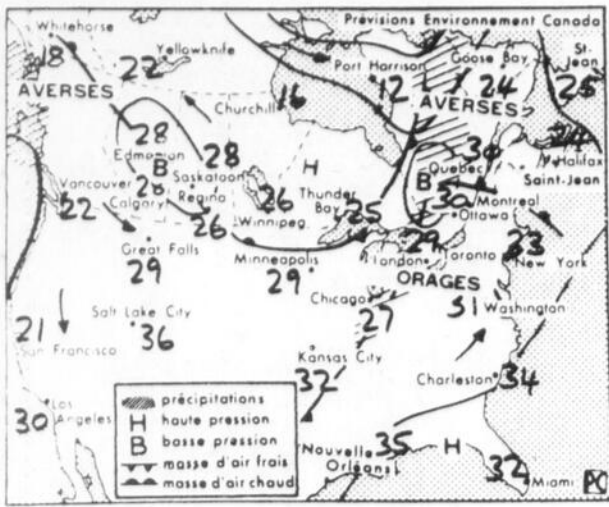 Prévisions Environnement Canada
Whitehorse
18
AVERSES
Yellowknife
22
Port Harrison
12
Goose Bay
24
St-Jean
25
AVERSES
Churchill
16
28
Edmonton
B
28
Saskatoon
Regina
26
Calgary
Vancouver
22
H
26
Winnipeg
Thunder Bay
25
30
Québec
B
30
Montréal
Ottawa
24
Halifax
Saint-Jean
Great Falls
29
Minneapolis
29
London
29
Toronto
23
New York
ORAGES
Chicago
27
31
Washington
Salt Lake City
36
21
San Francisco
Kansas City
32
Charleston
34
30
Los Angeles
35
Nouvelle Orléans
H
32
Miami
précipitations
H haute pression
B basse pression
masse d'air frais
masse d'air chaud
PC